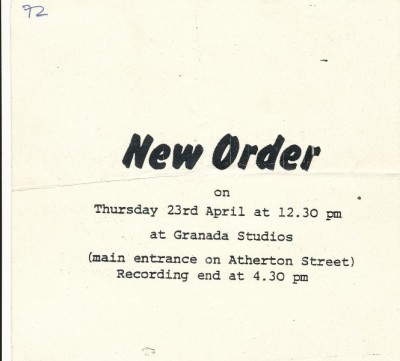 92
New Order
on
Thursday 23rd April at 12.30 pm
at Granada Studios
(main entrance on Atherton Street)
Recording end at 4.30 pm